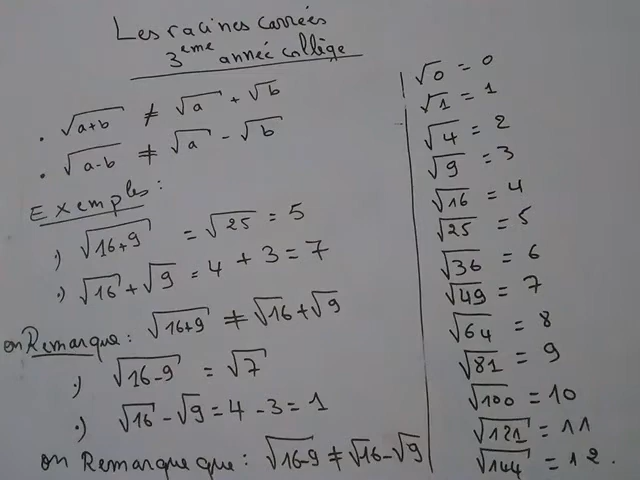 Les racines carrées
3ème année collège
. √(a+b) ≠ √a + √b
. √(a-b) ≠ √a - √b
Exemples :
.) √(16+9) = √25 = 5
.) √16 + √9 = 4 + 3 = 7
on Remarque : √(16+9) ≠ √16 + √9
.) √(16-9) = √7
.) √16 - √9 = 4 - 3 = 1
on Remarque que : √(16-9) ≠ √16 - √9
√0 = 0
√1 = 1
√4 = 2
√9 = 3
√16 = 4
√25 = 5
√36 = 6
√49 = 7
√64 = 8
√81 = 9
√100 = 10
√121 = 11
√144 = 12.